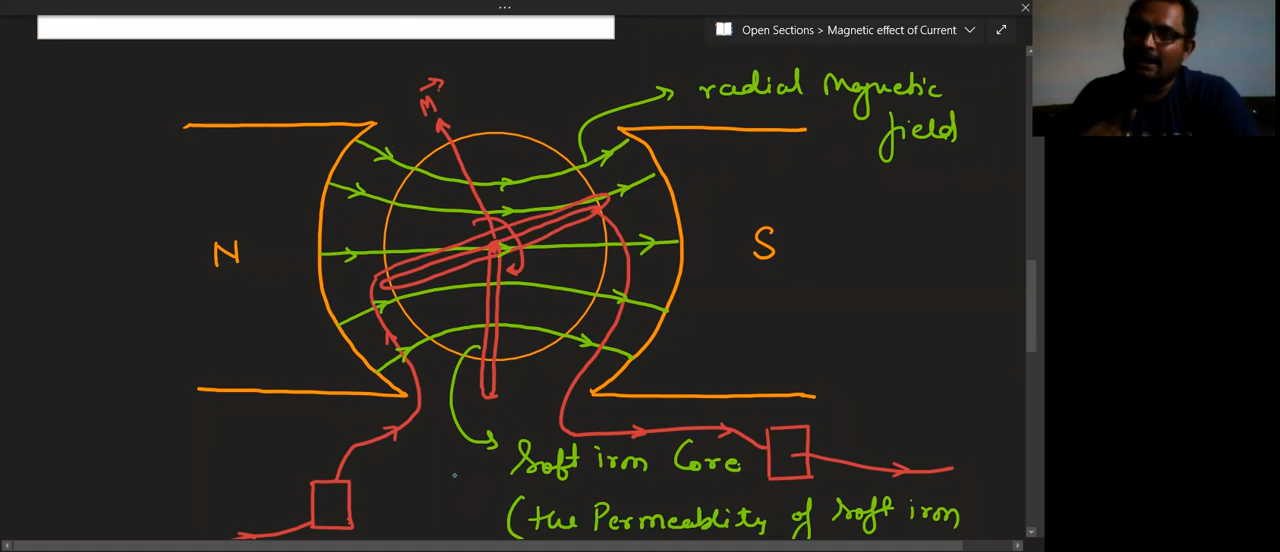 Open Sections > Magnetic effect of Current
radial Magnetic
field
M
N
S
Soft iron Core
(the Permeablity of Soft iron